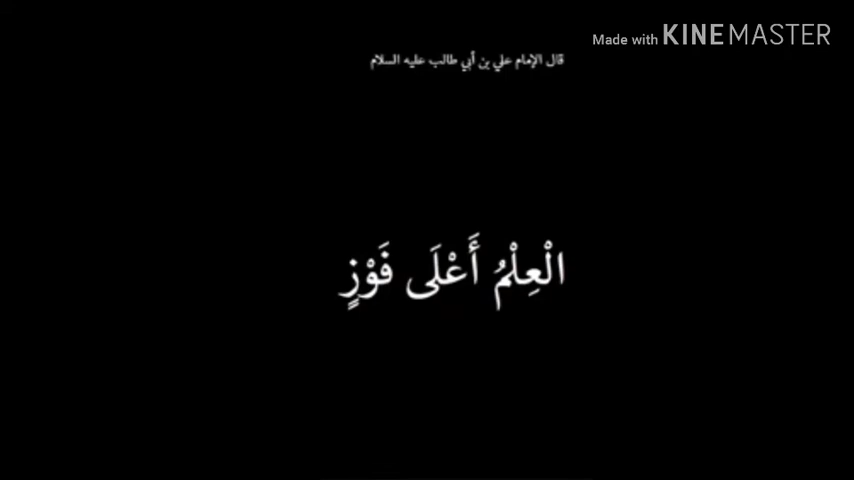 Made with KINEMASTER
قال الإمام علي بن أبي طالب عليه السلام
الْعِلْمُ أَعْلَى فَوْزٍ